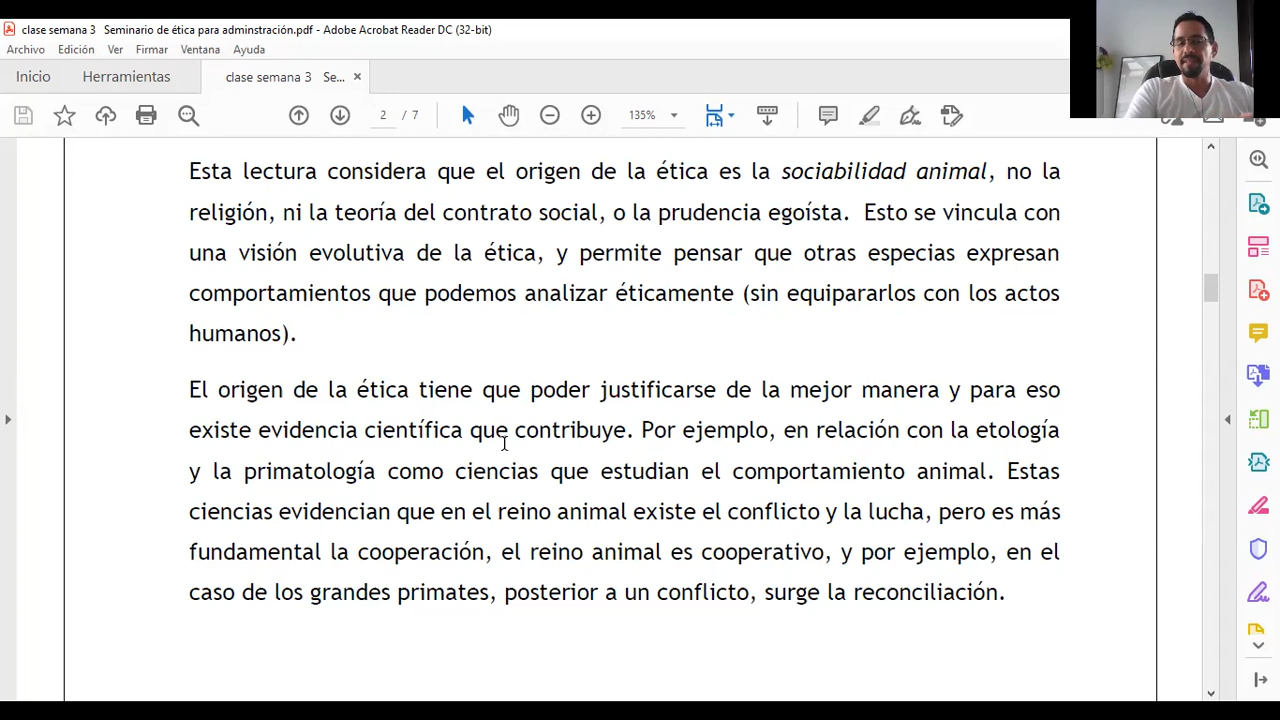 clase semana 3   Seminario de ética para adminstración.pdf - Adobe Acrobat Reader DC (32-bit)
Archivo Edición Ver Firmar Ventana Ayuda
Inicio Herramientas clase semana 3   Se... ×
2 / 7 135%
Esta lectura considera que el origen de la ética es la sociabilidad animal, no la
religión, ni la teoría del contrato social, o la prudencia egoísta.  Esto se vincula con
una visión evolutiva de la ética, y permite pensar que otras especias expresan
comportamientos que podemos analizar éticamente (sin equipararlos con los actos
humanos).
El origen de la ética tiene que poder justificarse de la mejor manera y para eso
existe evidencia científica que contribuye. Por ejemplo, en relación con la etología
y la primatología como ciencias que estudian el comportamiento animal. Estas
ciencias evidencian que en el reino animal existe el conflicto y la lucha, pero es más
fundamental la cooperación, el reino animal es cooperativo, y por ejemplo, en el
caso de los grandes primates, posterior a un conflicto, surge la reconciliación.